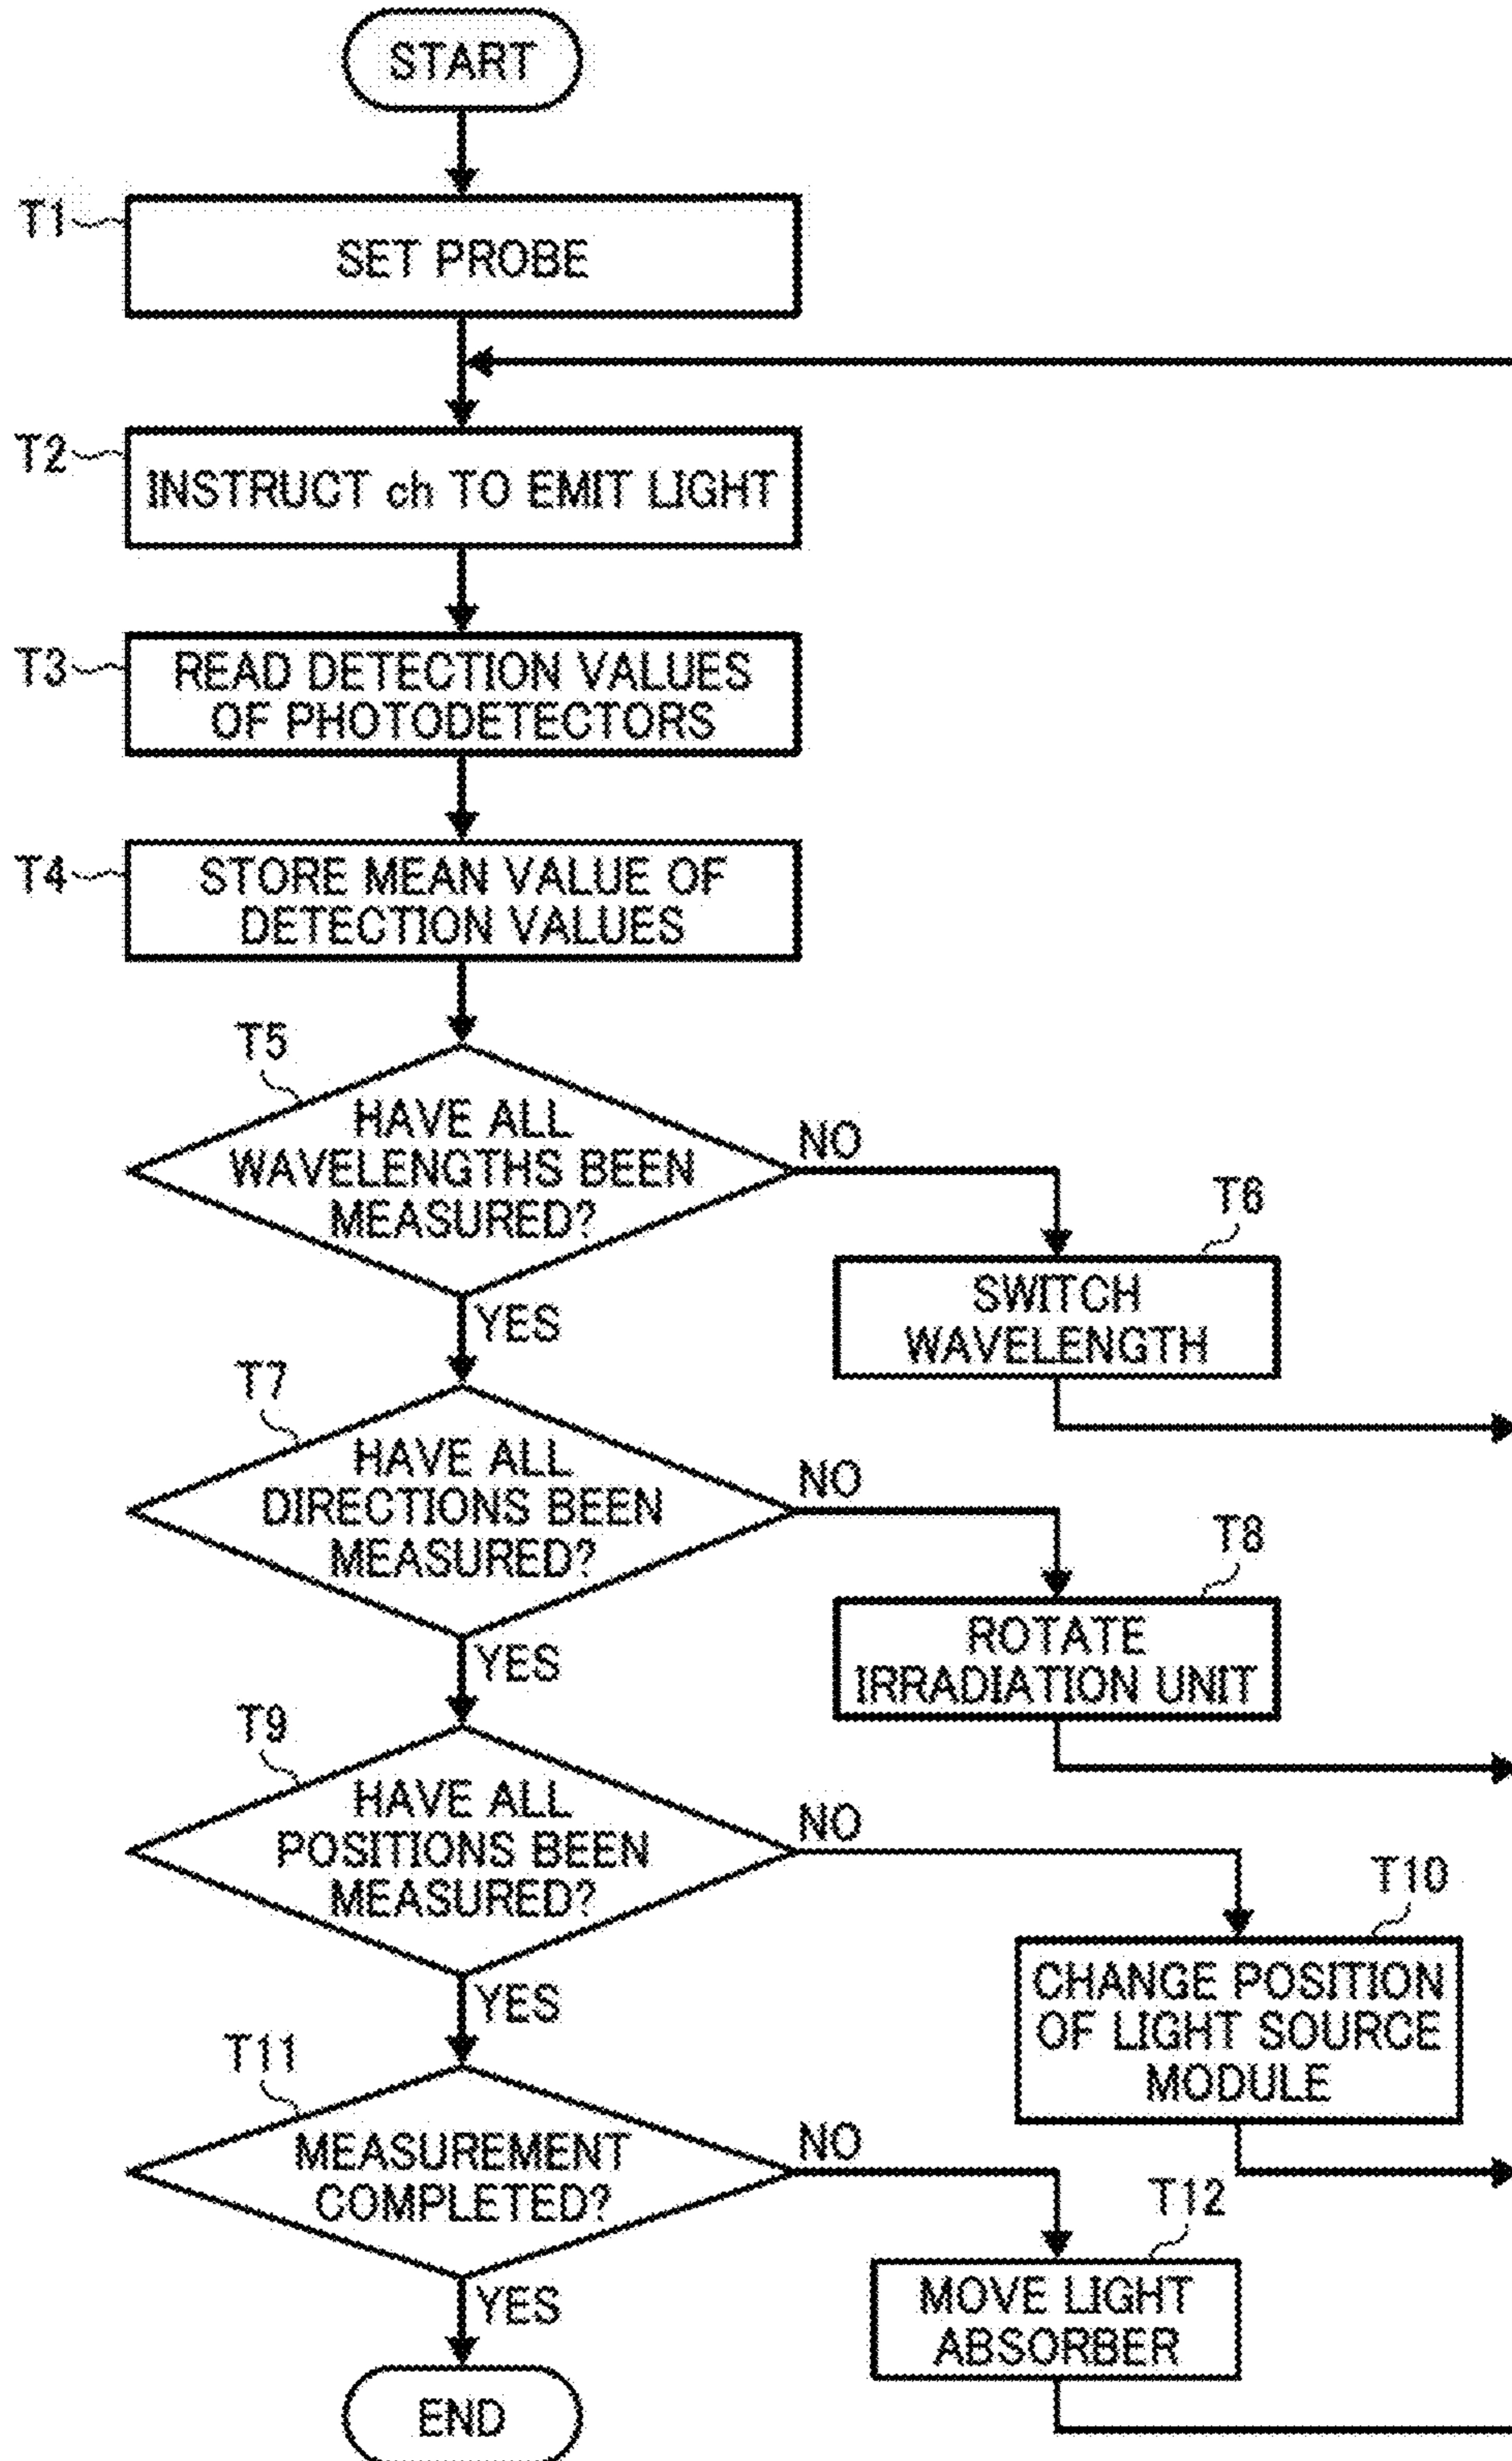 START
T1
SET PROBE
T2
INSTRUCT ch TO EMIT LIGHT
T3
READ DETECTION VALUES
OF PHOTODETECTORS
T4
STORE MEAN VALUE OF
DETECTION VALUES
T5
HAVE ALL
WAVELENGTHS BEEN
MEASURED?
NO
T6
SWITCH
WAVELENGTH
YES
T7
HAVE ALL
DIRECTIONS BEEN
MEASURED?
NO
T8
ROTATE
IRRADIATION UNIT
YES
T9
HAVE ALL
POSITIONS BEEN
MEASURED?
NO
T10
CHANGE POSITION
OF LIGHT SOURCE
MODULE
YES
T11
MEASUREMENT
COMPLETED?
NO
T12
MOVE LIGHT
ABSORBER
YES
END